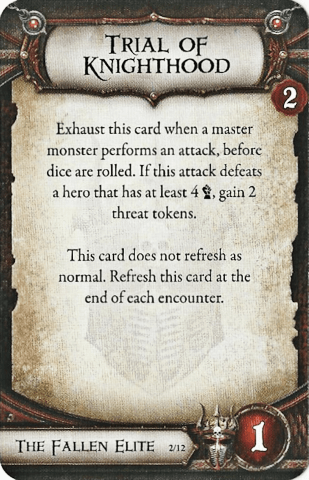 TRIAL OF
KNIGHTHOOD
2
Exhaust this card when a master
monster performs an attack, before
dice are rolled. If this attack defeats
a hero that has at least 4 , gain 2
threat tokens.
This card does not refresh as
normal. Refresh this card at the
end of each encounter.
THE FALLEN ELITE 2/12
1